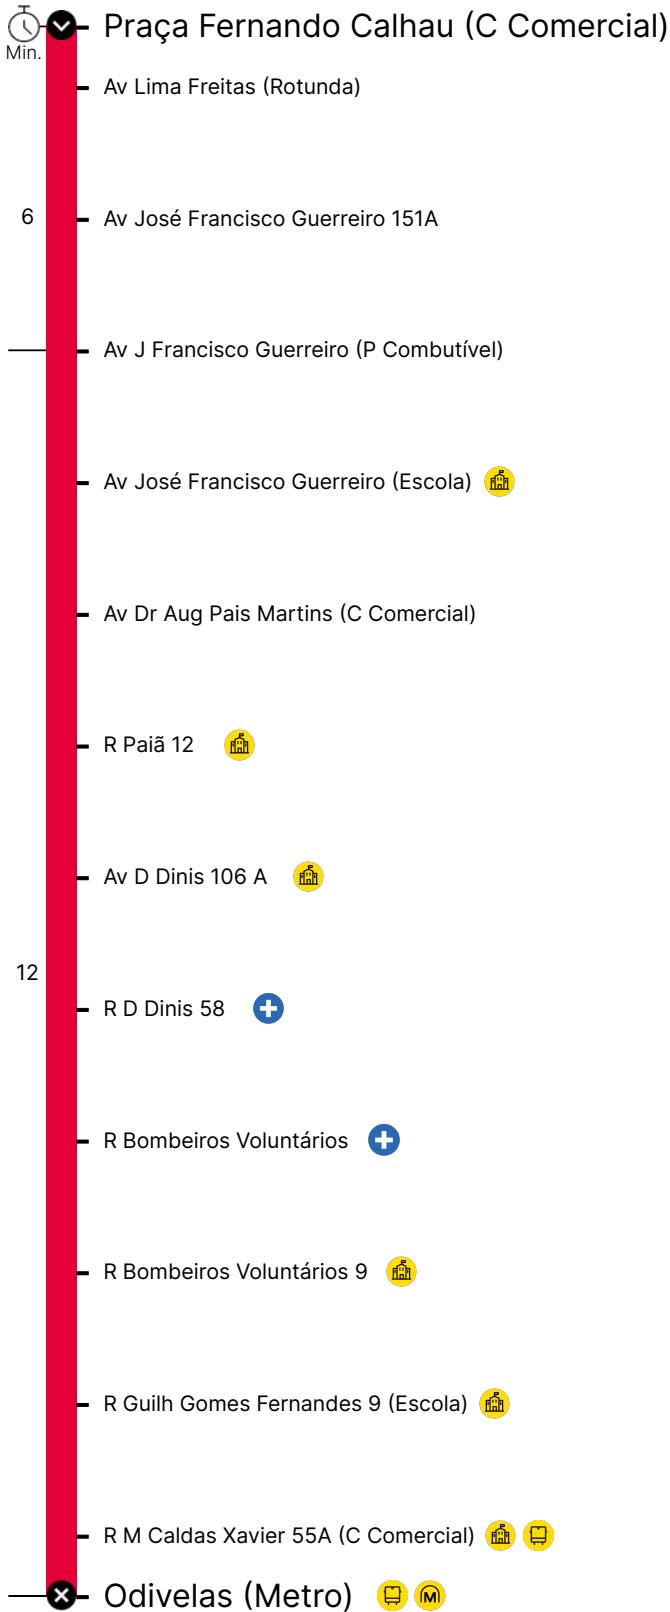 Praça Fernando Calhau (C Comercial)
Min.
Av Lima Freitas (Rotunda)
6
Av José Francisco Guerreiro 151A
Av J Francisco Guerreiro (P Combutível)
Av José Francisco Guerreiro (Escola)
Av Dr Aug Pais Martins (C Comercial)
R Paiã 12
Av D Dinis 106 A
12
R D Dinis 58
R Bombeiros Voluntários
R Bombeiros Voluntários 9
R Guilh Gomes Fernandes 9 (Escola)
R M Caldas Xavier 55A (C Comercial)
Odivelas (Metro)
M